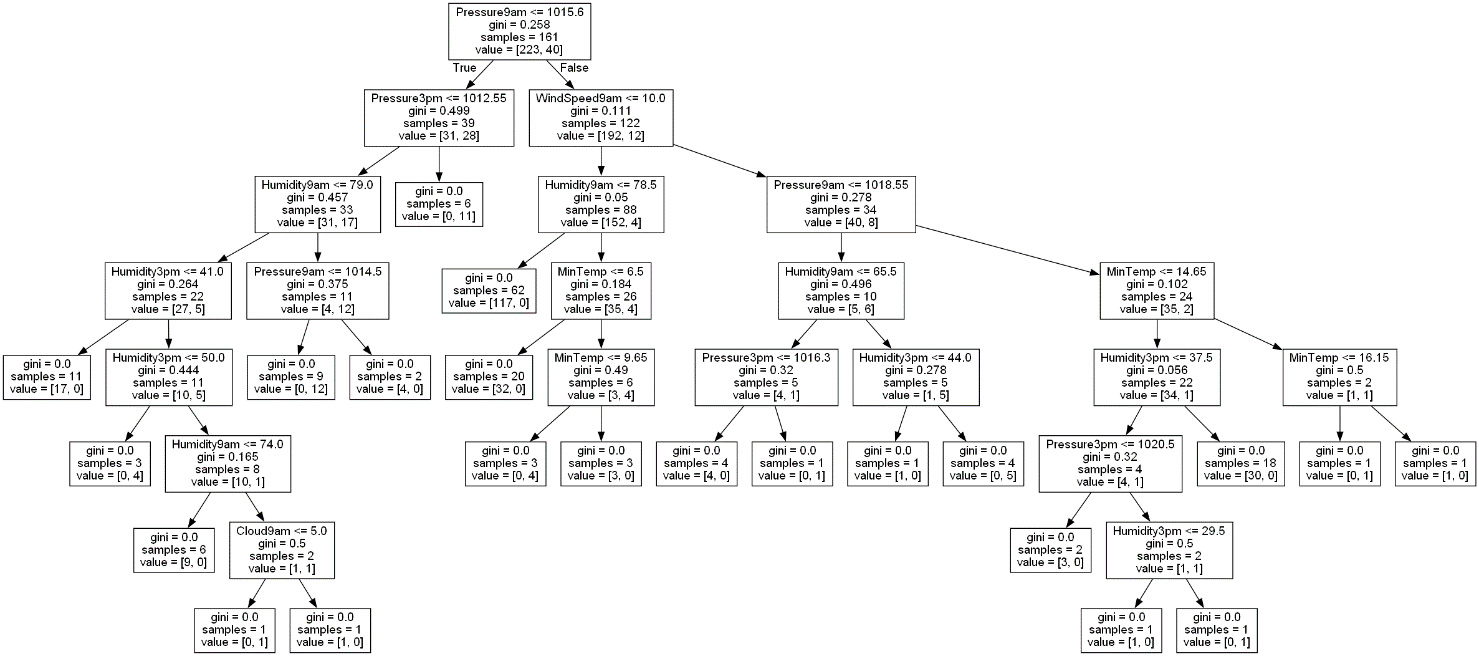 Pressure9am <= 1015.6
gini = 0.258
samples = 161
value = [223, 40]
True
False
Pressure3pm <= 1012.55
gini = 0.499
samples = 39
value = [31, 28]
WindSpeed9am <= 10.0
gini = 0.111
samples = 122
value = [192, 12]
Humidity9am <= 79.0
gini = 0.457
samples = 33
value = [31, 17]
gini = 0.0
samples = 6
value = [0, 11]
Humidity9am <= 78.5
gini = 0.05
samples = 88
value = [152, 4]
Pressure9am <= 1018.55
gini = 0.278
samples = 34
value = [40, 8]
Humidity3pm <= 41.0
gini = 0.264
samples = 22
value = [27, 5]
Pressure9am <= 1014.5
gini = 0.375
samples = 11
value = [4, 12]
gini = 0.0
samples = 62
value = [117, 0]
MinTemp <= 6.5
gini = 0.184
samples = 26
value = [35, 4]
Humidity9am <= 65.5
gini = 0.496
samples = 10
value = [5, 6]
MinTemp <= 14.65
gini = 0.102
samples = 24
value = [35, 2]
gini = 0.0
samples = 11
value = [17, 0]
Humidity3pm <= 50.0
gini = 0.444
samples = 11
value = [10, 5]
gini = 0.0
samples = 9
value = [0, 12]
gini = 0.0
samples = 2
value = [4, 0]
gini = 0.0
samples = 20
value = [32, 0]
MinTemp <= 9.65
gini = 0.49
samples = 6
value = [3, 4]
Pressure3pm <= 1016.3
gini = 0.32
samples = 5
value = [4, 1]
Humidity3pm <= 44.0
gini = 0.278
samples = 5
value = [1, 5]
Humidity3pm <= 37.5
gini = 0.056
samples = 22
value = [34, 1]
MinTemp <= 16.15
gini = 0.5
samples = 2
value = [1, 1]
gini = 0.0
samples = 3
value = [0, 4]
Humidity9am <= 74.0
gini = 0.165
samples = 8
value = [10, 1]
gini = 0.0
samples = 3
value = [0, 4]
gini = 0.0
samples = 3
value = [3, 0]
gini = 0.0
samples = 4
value = [4, 0]
gini = 0.0
samples = 1
value = [0, 1]
gini = 0.0
samples = 1
value = [1, 0]
gini = 0.0
samples = 4
value = [0, 5]
Pressure3pm <= 1020.5
gini = 0.32
samples = 4
value = [4, 1]
gini = 0.0
samples = 18
value = [30, 0]
gini = 0.0
samples = 1
value = [0, 1]
gini = 0.0
samples = 1
value = [1, 0]
gini = 0.0
samples = 6
value = [9, 0]
Cloud9am <= 5.0
gini = 0.5
samples = 2
value = [1, 1]
gini = 0.0
samples = 2
value = [3, 0]
Humidity3pm <= 29.5
gini = 0.5
samples = 2
value = [1, 1]
gini = 0.0
samples = 1
value = [0, 1]
gini = 0.0
samples = 1
value = [1, 0]
gini = 0.0
samples = 1
value = [1, 0]
gini = 0.0
samples = 1
value = [0, 1]